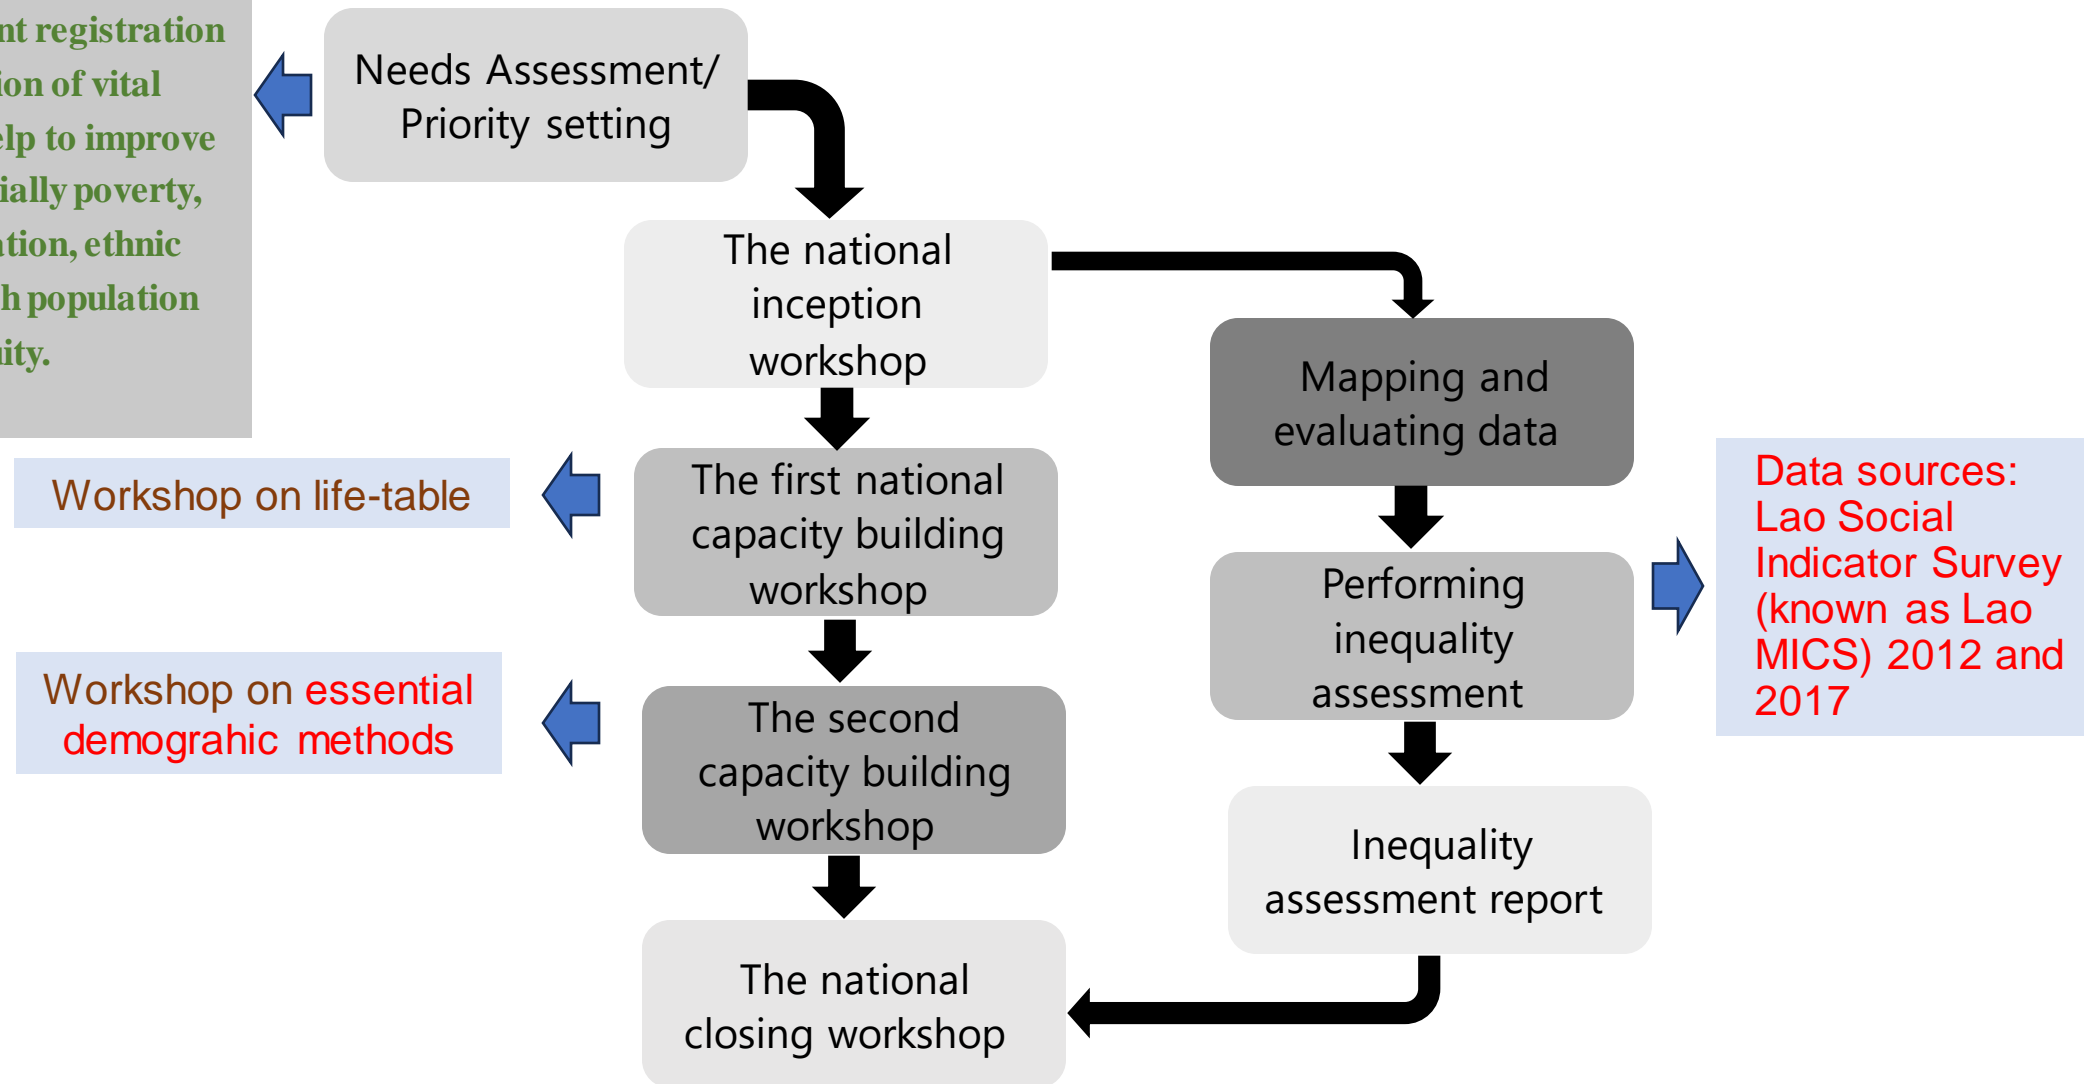 nt registration
ion of vital
elp to improve
cially poverty,
ation, ethnic
h population
uity.
Needs Assessment/
Priority setting
The national
inception
workshop
Mapping and
evaluating data
Workshop on life-table
The first national
capacity building
workshop
Data sources:
Lao Social
Indicator Survey
(known as Lao
MICS) 2012 and
2017
Performing
inequality
assessment
Workshop on essential
demograhic methods
The second
capacity building
workshop
Inequality
assessment report
The national
closing workshop